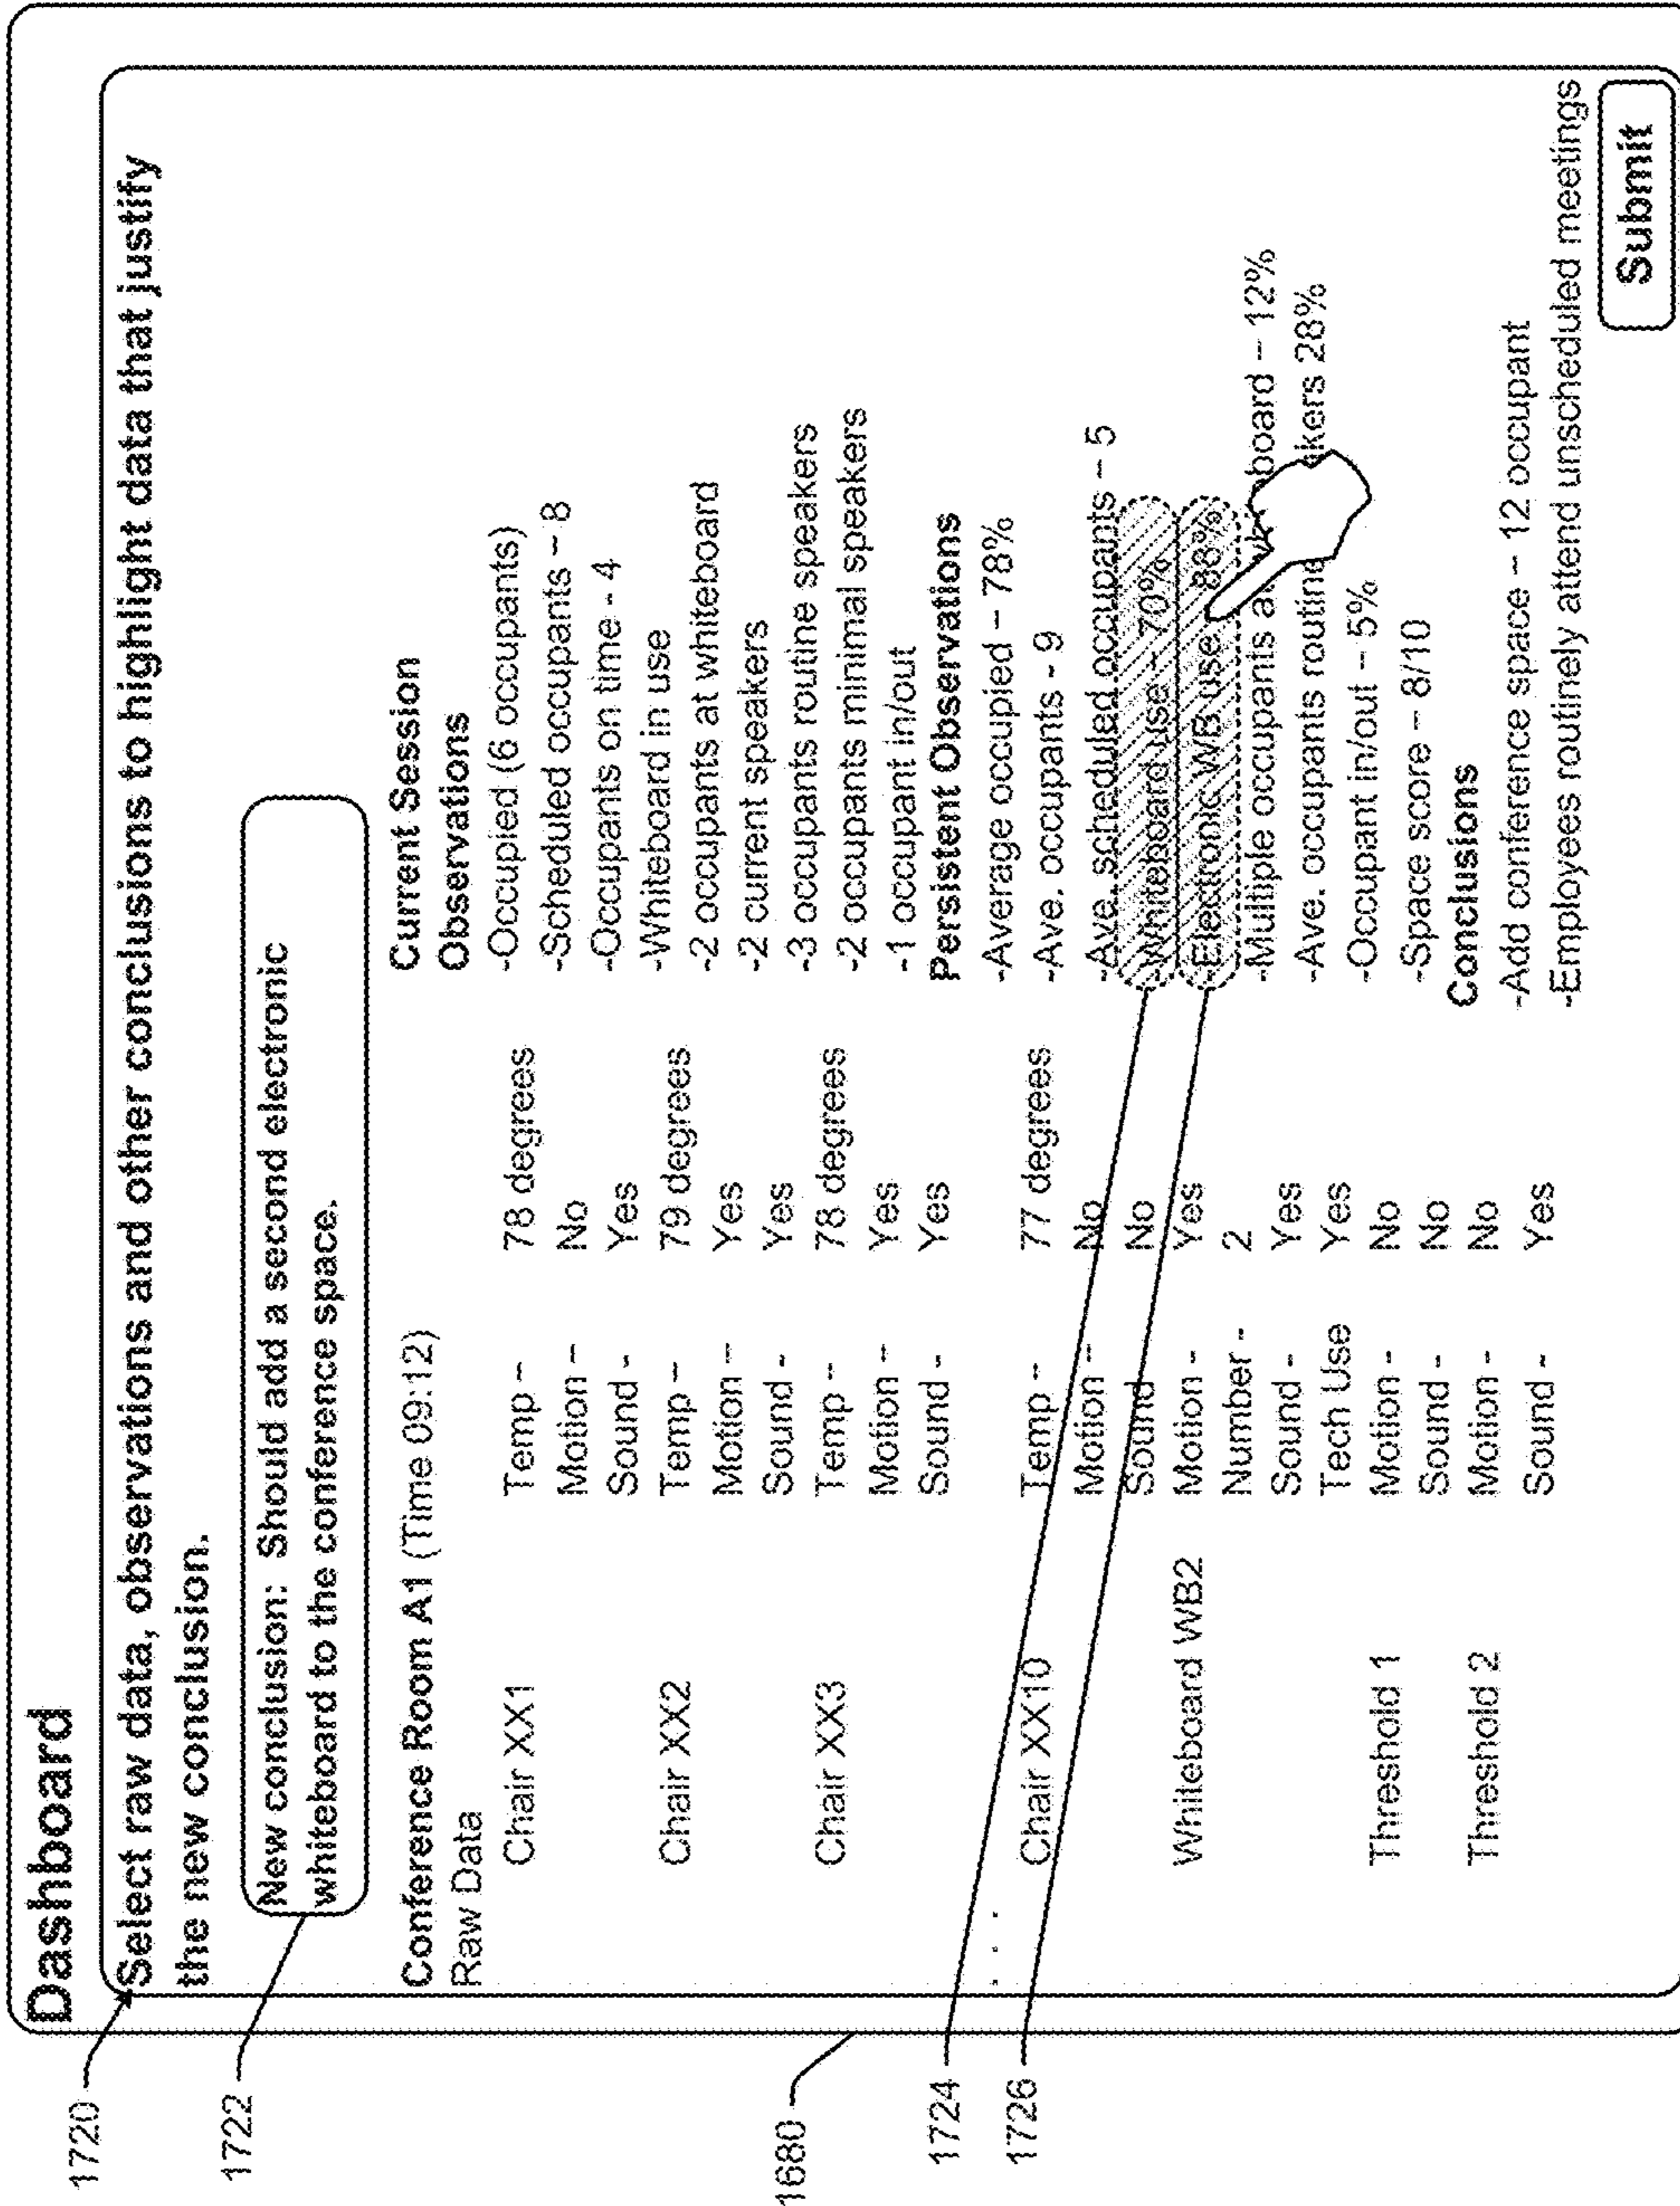 Dashboard
Select raw data, observations and other conclusions to highlight data that justify
the new conclusion.
New conclusion: Should add a second electronic
whiteboard to the conference space.
Conference Room A1 (Time 09:12)
Raw Data
Chair XX1 Temp – 78 degrees
Motion – No
Sound - Yes
Chair XX2 Temp – 79 degrees
Motion – Yes
Sound - Yes
Chair XX3 Temp – 78 degrees
Motion – Yes
Sound - Yes
. . .
Chair XX10 Temp – 77 degrees
Motion – No
Sound No
Whiteboard WB2 Motion - Yes
Number - 2
Sound - Yes
Tech Use Yes
Threshold 1 Motion - No
Sound - No
Threshold 2 Motion - No
Sound - Yes
Current Session
Observations
-Occupied (6 occupants)
-Scheduled occupants – 8
-Occupants on time - 4
-Whiteboard in use
-2 occupants at whiteboard
-2 current speakers
-3 occupants routine speakers
-2 occupants minimal speakers
-1 occupant in/out
Persistent Observations
-Average occupied – 78%
-Ave. occupants - 9
-Ave. scheduled occupants – 5
-Whiteboard use – 70%
-Electronic WB use 88%
-Multiple occupants board – 12%
-Ave. occupants routine 28%
-Occupant in/out – 5%
-Space score – 8/10
Conclusions
-Add conference space – 12 occupant
-Employees routinely attend unscheduled meetings
Submit
1720
1722
1680
1724
1726